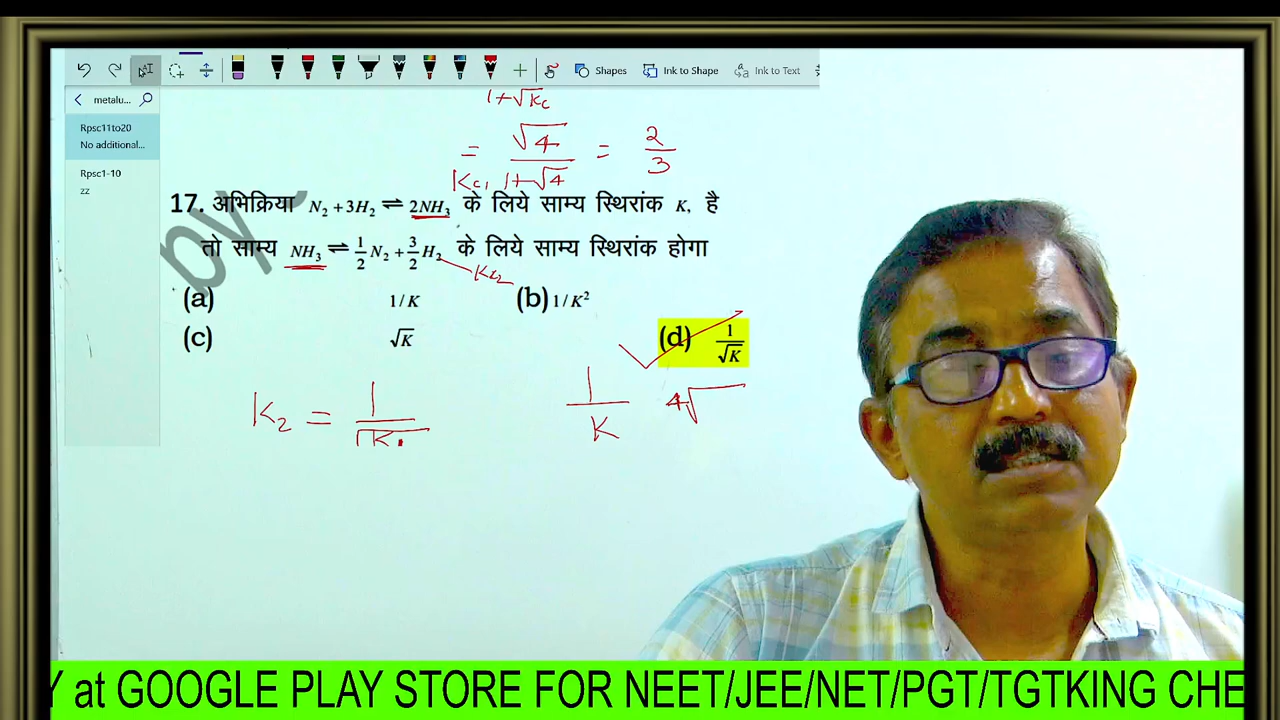 Shapes Ink to Shape Ink to Text
metalu...
Rpsc11to20
No additional...
Rpsc1-10
zz
1+√Kc
= √4 / 1+√4 = 2/3
Kc1
17. अभिक्रिया N₂+3H₂ ⇌ 2NH₃ के लिये साम्य स्थिरांक K, है
तो साम्य NH₃ ⇌ 1/2 N₂ + 3/2 H₂ के लिये साम्य स्थिरांक होगा
Kc2
(a) 1/K (b) 1/K²
(c) √K (d) 1/√K
K₂ = 1/√K 1/K 4√
by
Y at GOOGLE PLAY STORE FOR NEET/JEE/NET/PGT/TGTKING CHE